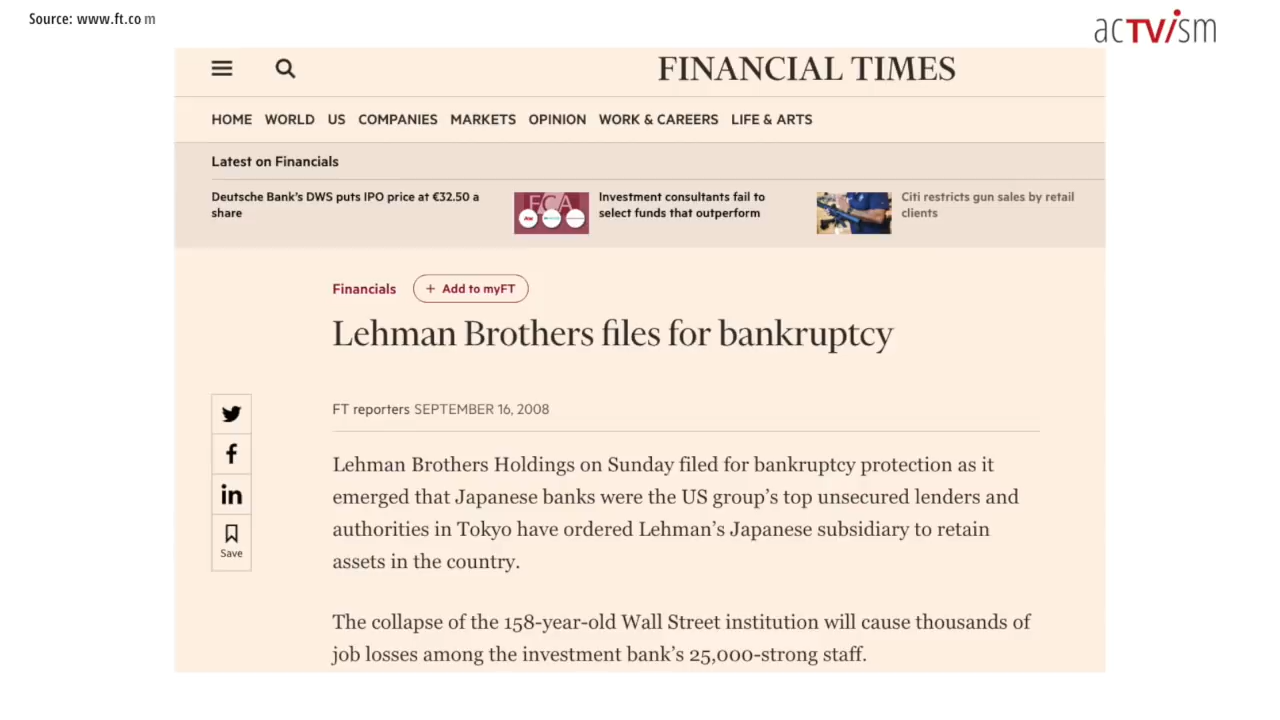 Source: www.ft.com
acTVism
FINANCIAL TIMES
HOME WORLD US COMPANIES MARKETS OPINION WORK & CAREERS LIFE & ARTS
Latest on Financials
Deutsche Bank’s DWS puts IPO price at €32.50 a
share
FCA
Investment consultants fail to
select funds that outperform
Citi restricts gun sales by retail
clients
Financials
+ Add to myFT
Lehman Brothers files for bankruptcy
FT reporters SEPTEMBER 16, 2008
in
Save
Lehman Brothers Holdings on Sunday filed for bankruptcy protection as it
emerged that Japanese banks were the US group’s top unsecured lenders and
authorities in Tokyo have ordered Lehman’s Japanese subsidiary to retain
assets in the country.
The collapse of the 158-year-old Wall Street institution will cause thousands of
job losses among the investment bank’s 25,000-strong staff.